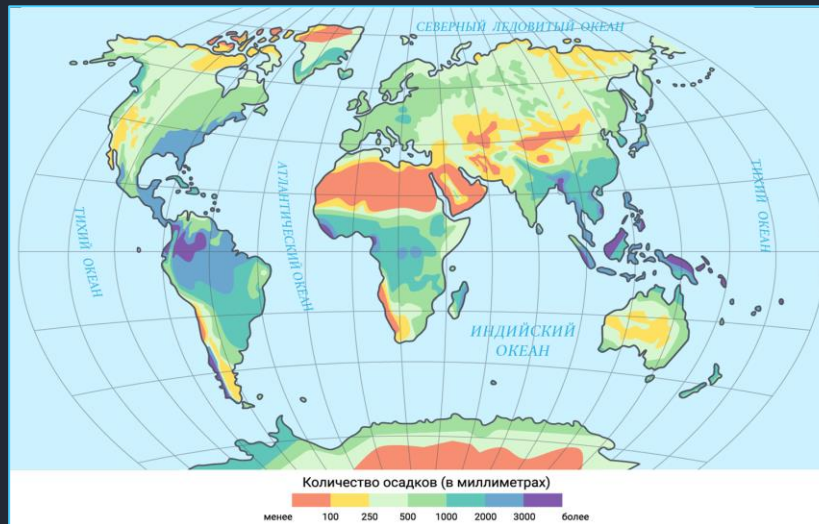 СЕВЕРНЫЙ ЛЕДОВИТЫЙ ОКЕАН
ТИХИЙ ОКЕАН
АТЛАНТИЧЕСКИЙ ОКЕАН
ТИХИЙ ОКЕАН
ИНДИЙСКИЙ
ОКЕАН
Количество осадков (в миллиметрах)
менее 100 250 500 1000 2000 3000 более